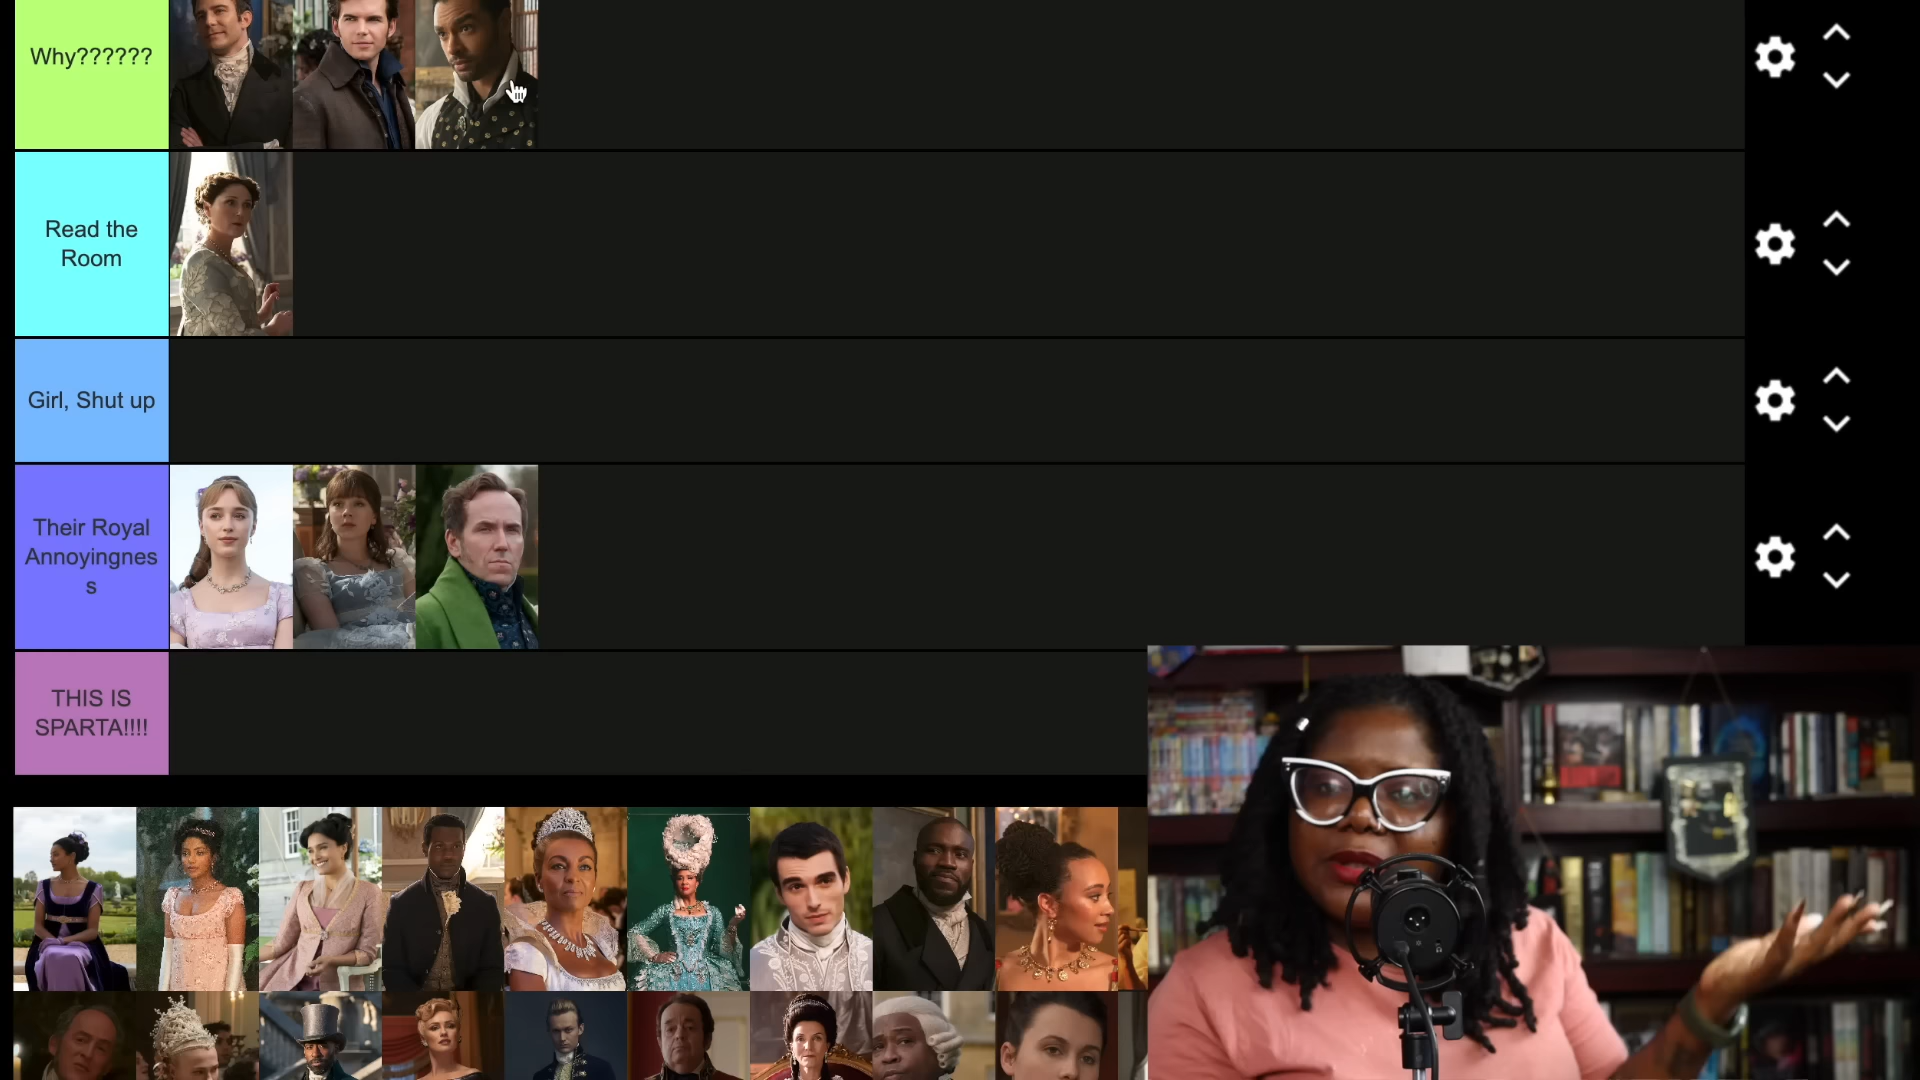 Why??????
Read the
Room
Girl, Shut up
Their Royal
Annoyingnes
s
THIS IS
SPARTA!!!!